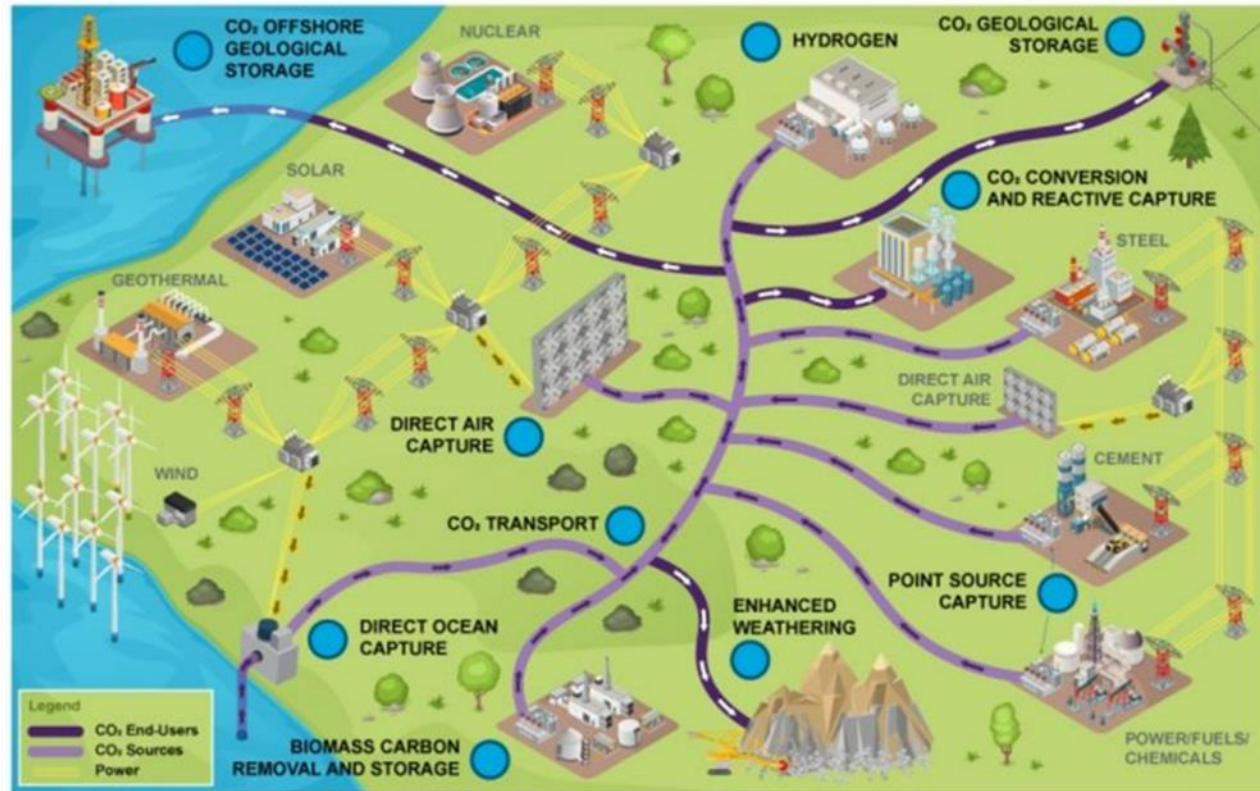 CO₂ OFFSHORE
GEOLOGICAL
STORAGE
NUCLEAR
HYDROGEN
CO₂ GEOLOGICAL
STORAGE
SOLAR
CO₂ CONVERSION
AND REACTIVE CAPTURE
STEEL
GEOTHERMAL
DIRECT AIR
CAPTURE
DIRECT AIR
CAPTURE
CEMENT
WIND
CO₂ TRANSPORT
POINT SOURCE
CAPTURE
ENHANCED
WEATHERING
DIRECT OCEAN
CAPTURE
Legend
CO₂ End-Users
CO₂ Sources
Power
BIOMASS CARBON
REMOVAL AND STORAGE
POWER/FUELS/
CHEMICALS